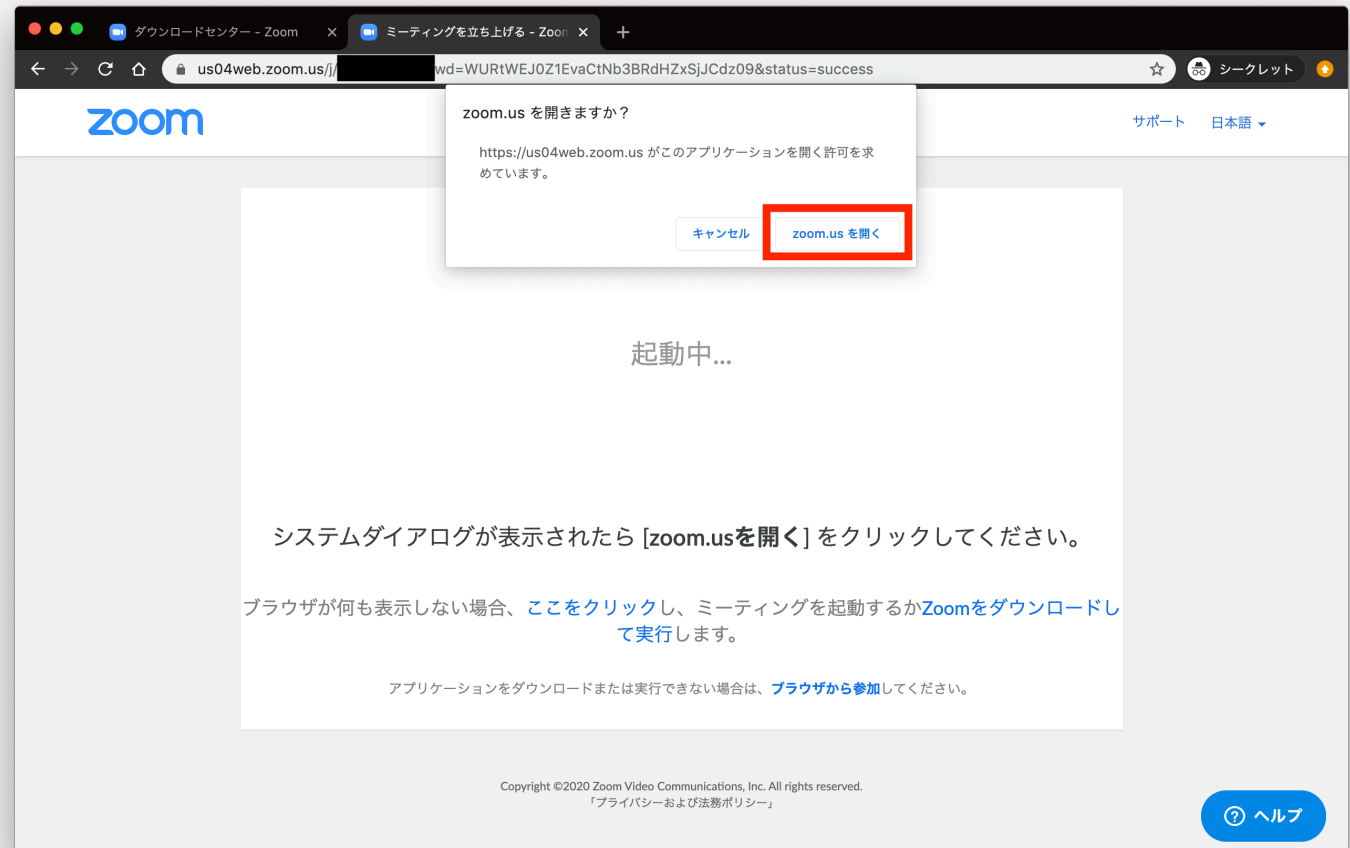 ダウンロードセンター - Zoom
ミーティングを立ち上げる - Zoom
us04web.zoom.us/j/
wd=WURtWEJ0Z1EvaCtNb3BRdHZxSjJCdz09&status=success
シークレット
zoom
サポート
日本語
zoom.us を開きますか？
https://us04web.zoom.us がこのアプリケーションを開く許可を求
めています。
キャンセル
zoom.us を開く
起動中...
システムダイアログが表示されたら [zoom.usを開く] をクリックしてください。
ブラウザが何も表示しない場合、ここをクリックし、ミーティングを起動するかZoomをダウンロードし
て実行します。
アプリケーションをダウンロードまたは実行できない場合は、ブラウザから参加してください。
Copyright ©2020 Zoom Video Communications, Inc. All rights reserved.
「プライバシーおよび法務ポリシー」
ヘルプ